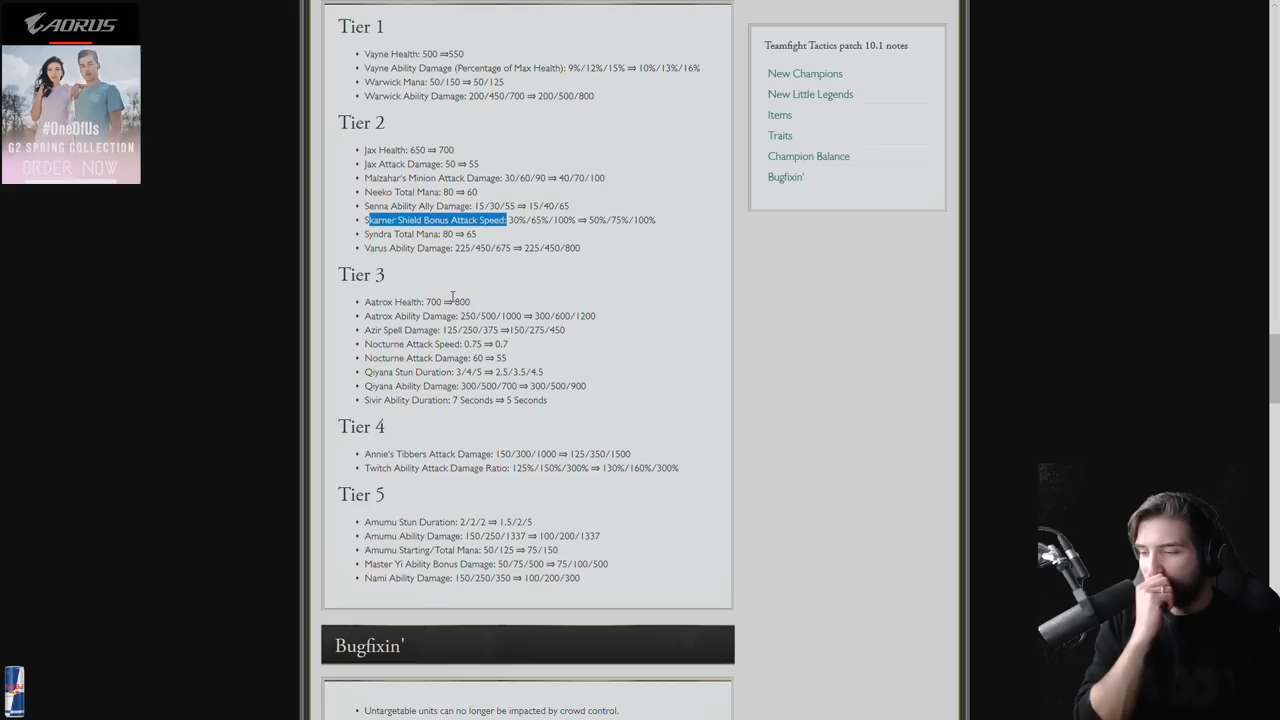 AORUS
#OneOfUs
G2 SPRING COLLECTION
ORDER NOW
Tier 1
• Vayne Health: 500 ⇒550
• Vayne Ability Damage (Percentage of Max Health): 9%/12%/15% ⇒ 10%/13%/16%
• Warwick Mana: 50/150 ⇒ 50/125
• Warwick Ability Damage: 200/450/700 ⇒ 200/500/800
Tier 2
• Jax Health: 650 ⇒ 700
• Jax Attack Damage: 50 ⇒ 55
• Malzahar's Minion Attack Damage: 30/60/90 ⇒ 40/70/100
• Neeko Total Mana: 80 ⇒ 60
• Senna Ability Ally Damage: 15/30/55 ⇒ 15/40/65
• Skarner Shield Bonus Attack Speed: 30%/65%/100% ⇒ 50%/75%/100%
• Syndra Total Mana: 80 ⇒ 65
• Varus Ability Damage: 225/450/675 ⇒ 225/450/800
Tier 3
• Aatrox Health: 700 ⇒800
• Aatrox Ability Damage: 250/500/1000 ⇒ 300/600/1200
• Azir Spell Damage: 125/250/375 ⇒150/275/450
• Nocturne Attack Speed: 0.75 ⇒ 0.7
• Nocturne Attack Damage: 60 ⇒ 55
• Qiyana Stun Duration: 3/4/5 ⇒ 2.5/3.5/4.5
• Qiyana Ability Damage: 300/500/700 ⇒ 300/500/900
• Sivir Ability Duration: 7 Seconds ⇒ 5 Seconds
Tier 4
• Annie's Tibbers Attack Damage: 150/300/1000 ⇒ 125/350/1500
• Twitch Ability Attack Damage Ratio: 125%/150%/300% ⇒ 130%/160%/300%
Tier 5
• Amumu Stun Duration: 2/2/2 ⇒ 1.5/2/5
• Amumu Ability Damage: 150/250/1337 ⇒ 100/200/1337
• Amumu Starting/Total Mana: 50/125 ⇒ 75/150
• Master Yi Ability Bonus Damage: 50/75/500 ⇒ 75/100/500
• Nami Ability Damage: 150/250/350 ⇒ 100/200/300
Bugfixin'
• Untargetable units can no longer be impacted by crowd control.
Teamfight Tactics patch 10.1 notes
New Champions
New Little Legends
Items
Traits
Champion Balance
Bugfixin'